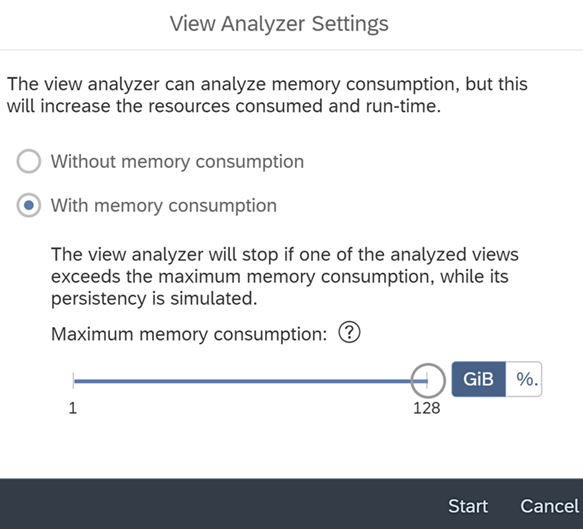 View Analyzer Settings
The view analyzer can analyze memory consumption, but this
will increase the resources consumed and run-time.
Without memory consumption
With memory consumption
The view analyzer will stop if one of the analyzed views
exceeds the maximum memory consumption, while its
persistency is simulated.
Maximum memory consumption: ?
GiB %.
1 128
Start Cancel